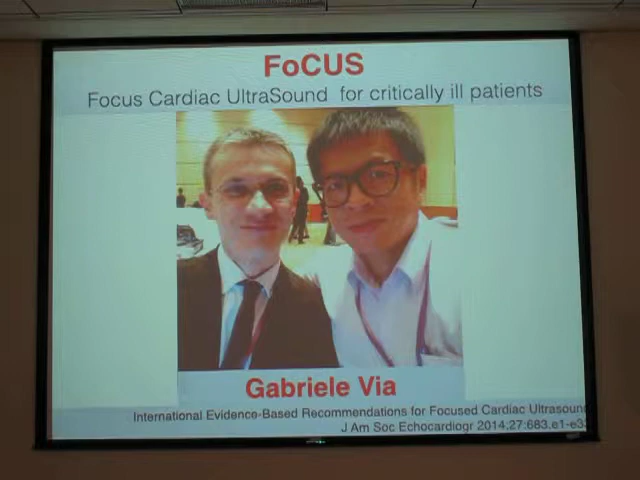 FoCUS
Focus Cardiac UltraSound for critically ill patients
Gabriele Via
International Evidence-Based Recommendations for Focused Cardiac Ultrasound
J Am Soc Echocardiogr 2014;27:683.e1-e3